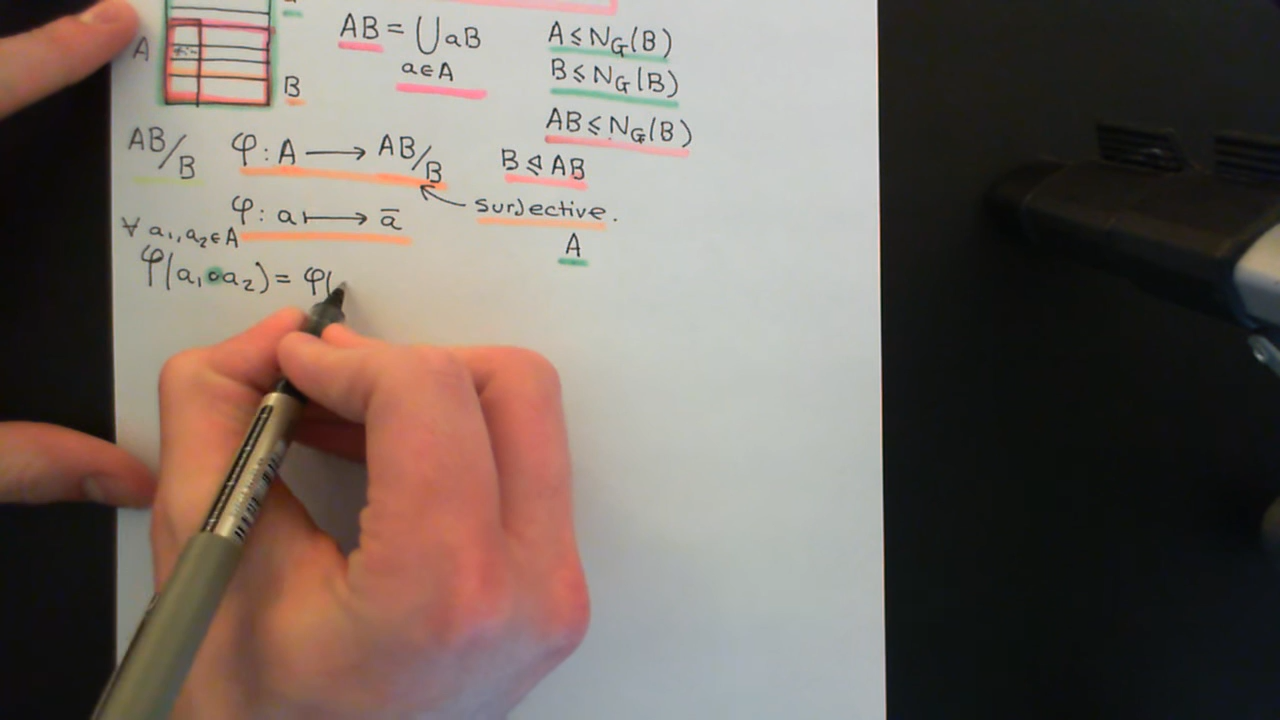 A
B
AB = ⋃ aB
a∈A
A ≤ N_G(B)
B ≤ N_G(B)
AB ≤ N_G(B)
AB/B
φ : A ⟶ AB/B
B ⊴ AB
φ : a ⟼ ā
surjective.
∀ a₁, a₂ ∈ A
A
φ(a₁∘a₂) = φ(